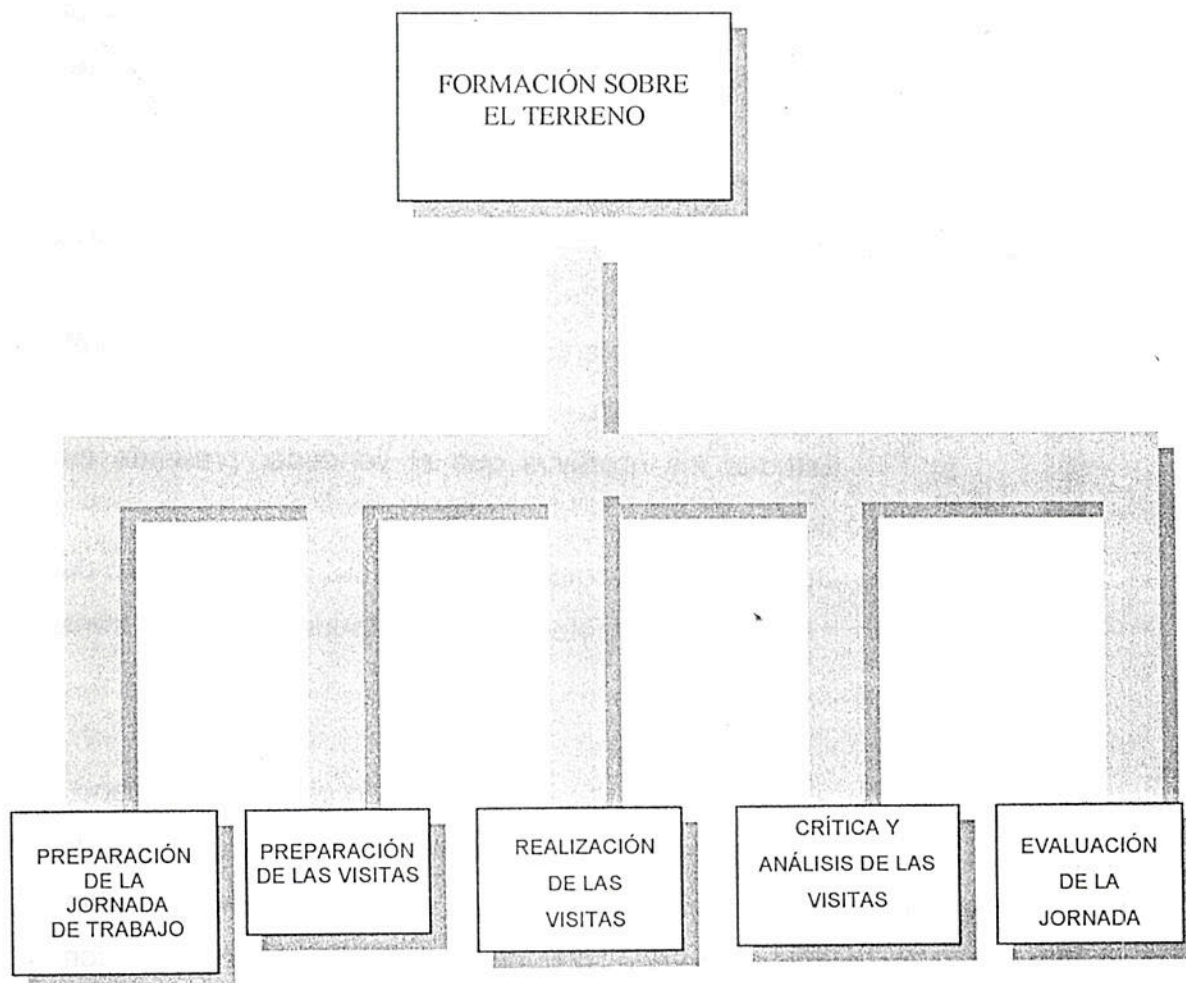 FORMACIÓN SOBRE
EL TERRENO
PREPARACIÓN
DE LA
JORNADA
DE TRABAJO
PREPARACIÓN
DE LAS VISITAS
REALIZACIÓN
DE LAS
VISITAS
CRÍTICA Y
ANÁLISIS DE LAS
VISITAS
EVALUACIÓN
DE LA
JORNADA